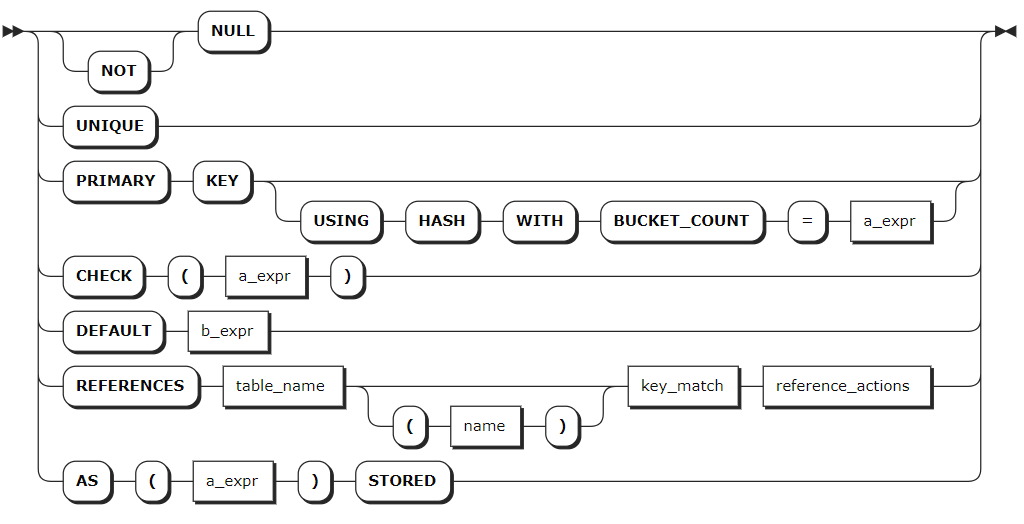 NULL
NOT
UNIQUE
PRIMARY KEY
USING HASH WITH BUCKET_COUNT = a_expr
CHECK ( a_expr )
DEFAULT b_expr
REFERENCES table_name key_match reference_actions
( name )
AS ( a_expr ) STORED